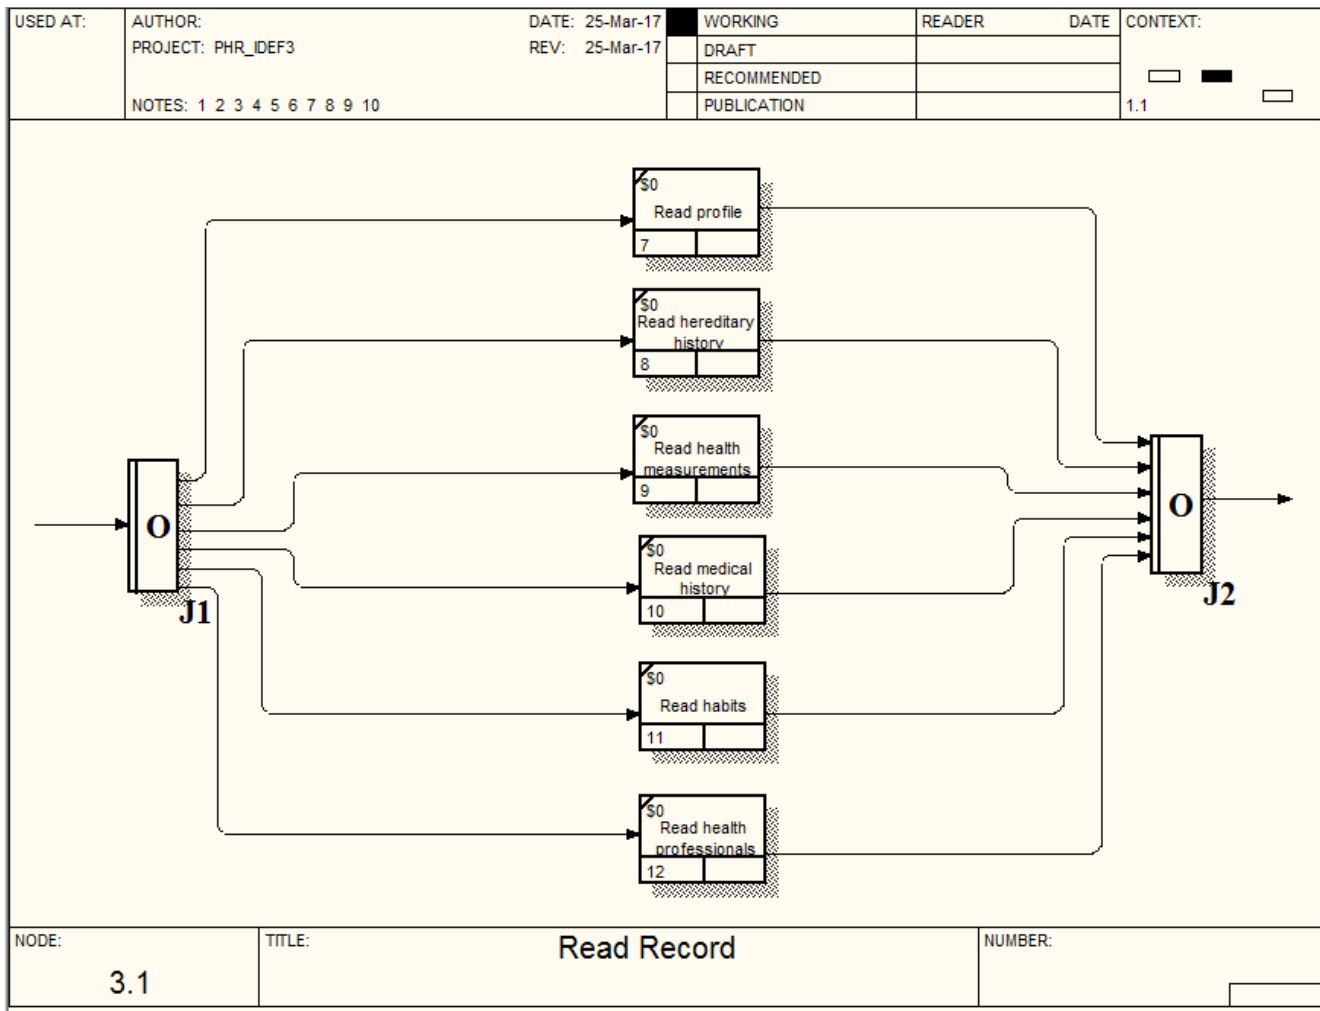 USED AT:
AUTHOR:
DATE: 25-Mar-17
PROJECT: PHR_IDEF3
REV: 25-Mar-17
NOTES: 1 2 3 4 5 6 7 8 9 10
WORKING
DRAFT
RECOMMENDED
PUBLICATION
READER DATE
CONTEXT:
1.1
$0
Read profile
7
$0
Read hereditary
history
8
$0
Read health
measurements
9
$0
Read medical
history
10
$0
Read habits
11
$0
Read health
professionals
12
O
J1
O
J2
NODE:
3.1
TITLE:
Read Record
NUMBER: